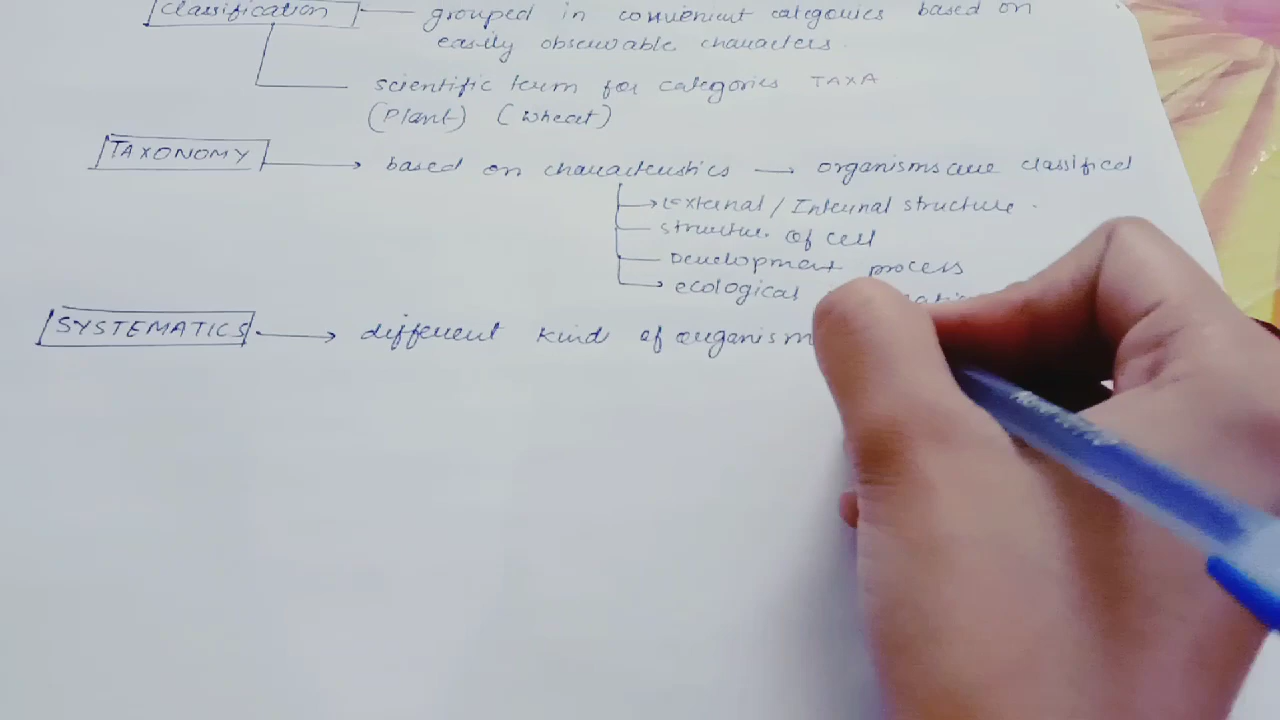 Classification
grouped in convenient categories based on
easily observable characters.
scientific term for categories TAXA
(Plant) (Wheat)
TAXONOMY
based on characteristics → organisms are classified
External / Internal structure
structure of cell
Development process
ecological
SYSTEMATICS → different kind of organism